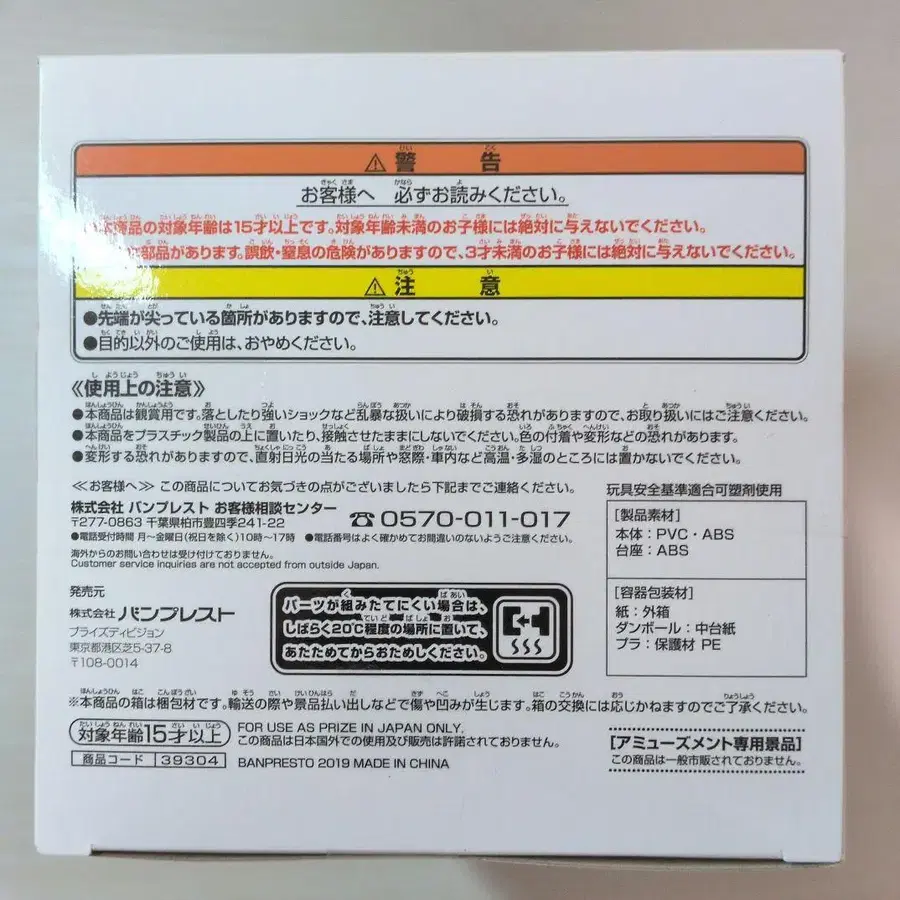 ⚠ 警告
お客様へ 必ずお読みください。
本商品の対象年齢は15才以上です。対象年齢未満のお子様には絶対に与えないでください。
部品があります。誤飲・窒息の危険がありますので、3才未満のお子様には絶対に与えないでください。
⚠ 注意
●先端が尖っている箇所がありますので、注意してください。
●目的以外のご使用は、おやめください。
《使用上の注意》
●本商品は観賞用です。落としたり強いショックなど乱暴な扱いにより破損する恐れがありますので、お取り扱いにはご注意ください。
●本商品をプラスチック製品の上に置いたり、接触させたままにしないでください。色の付着や変形などの恐れがあります。
●変形する恐れがありますので、直射日光の当たる場所や窓際・車内など高温・多湿のところには置かないでください。
≪お客様へ≫ この商品についてお気づきの点がございましたら下記までご連絡ください。
株式会社 バンプレスト お客様相談センター
〒277-0863 千葉県柏市豊四季241-22
☎0570-011-017
●電話受付時間 月〜金曜日(祝日を除く)10時〜17時 ●電話番号はよく確かめてお間違いのないようご注意ください。
海外からのお問い合わせは受け付けておりません。
Customer service inquiries are not accepted from outside Japan.
玩具安全基準適合可塑剤使用
[製品素材]
本体:PVC・ABS
台座:ABS
[容器包装材]
紙:外箱
ダンボール:中台紙
プラ:保護材 PE
発売元
株式会社 バンプレスト
プライズディビジョン
東京都港区芝5-37-8
〒108-0014
パーツが組みたてにくい場合は、
しばらく20℃程度の場所に置いて、
あたためてからおためしください。
※本商品の箱は梱包材です。輸送の際や景品払い出しなどで傷や凹みが生じます。箱の交換には応じかねますのでご了承ください。
対象年齢15才以上
商品コード 39304
FOR USE AS PRIZE IN JAPAN ONLY.
この商品は日本国外での使用及び販売は許諾されておりません。
BANPRESTO 2019 MADE IN CHINA
[アミューズメント専用景品]
この商品は一般市販されておりません。